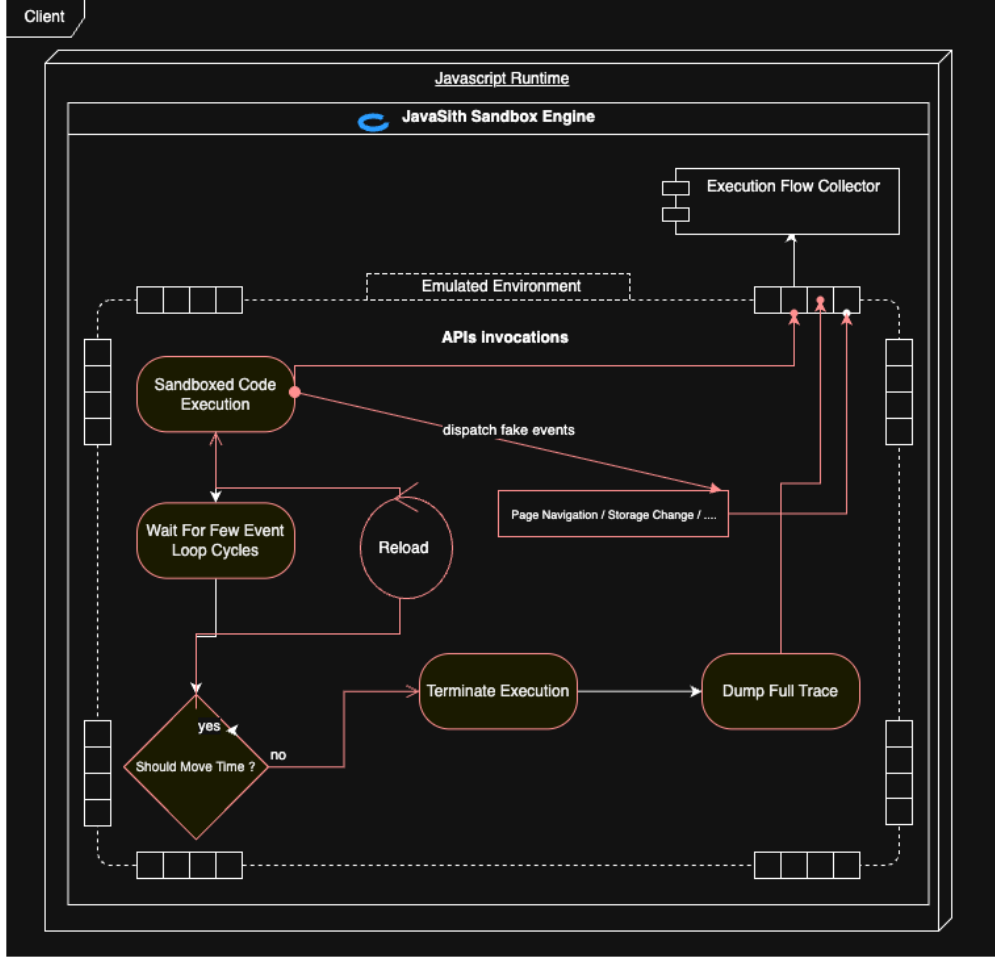 Client
Javascript Runtime
JavaSith Sandbox Engine
Execution Flow Collector
Emulated Environment
APIs invocations
Sandboxed Code
Execution
dispatch fake events
Page Navigation / Storage Change / ....
Wait For Few Event
Loop Cycles
Reload
Terminate Execution
Dump Full Trace
yes
no
Should Move Time ?